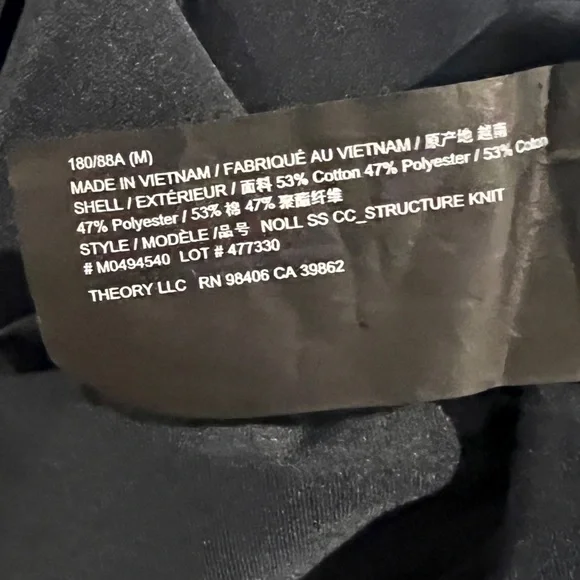 180/88A (M)
MADE IN VIETNAM / FABRIQUÉ AU VIETNAM / 原产地 越南
SHELL / EXTÉRIEUR / 面料 53% Cotton 47% Polyester / 53% Coton
47% Polyester / 53% 棉 47% 聚酯纤维
STYLE / MODÈLE /品号 NOLL SS CC_STRUCTURE KNIT
# M0494540 LOT # 477330
THEORY LLC RN 98406 CA 39862